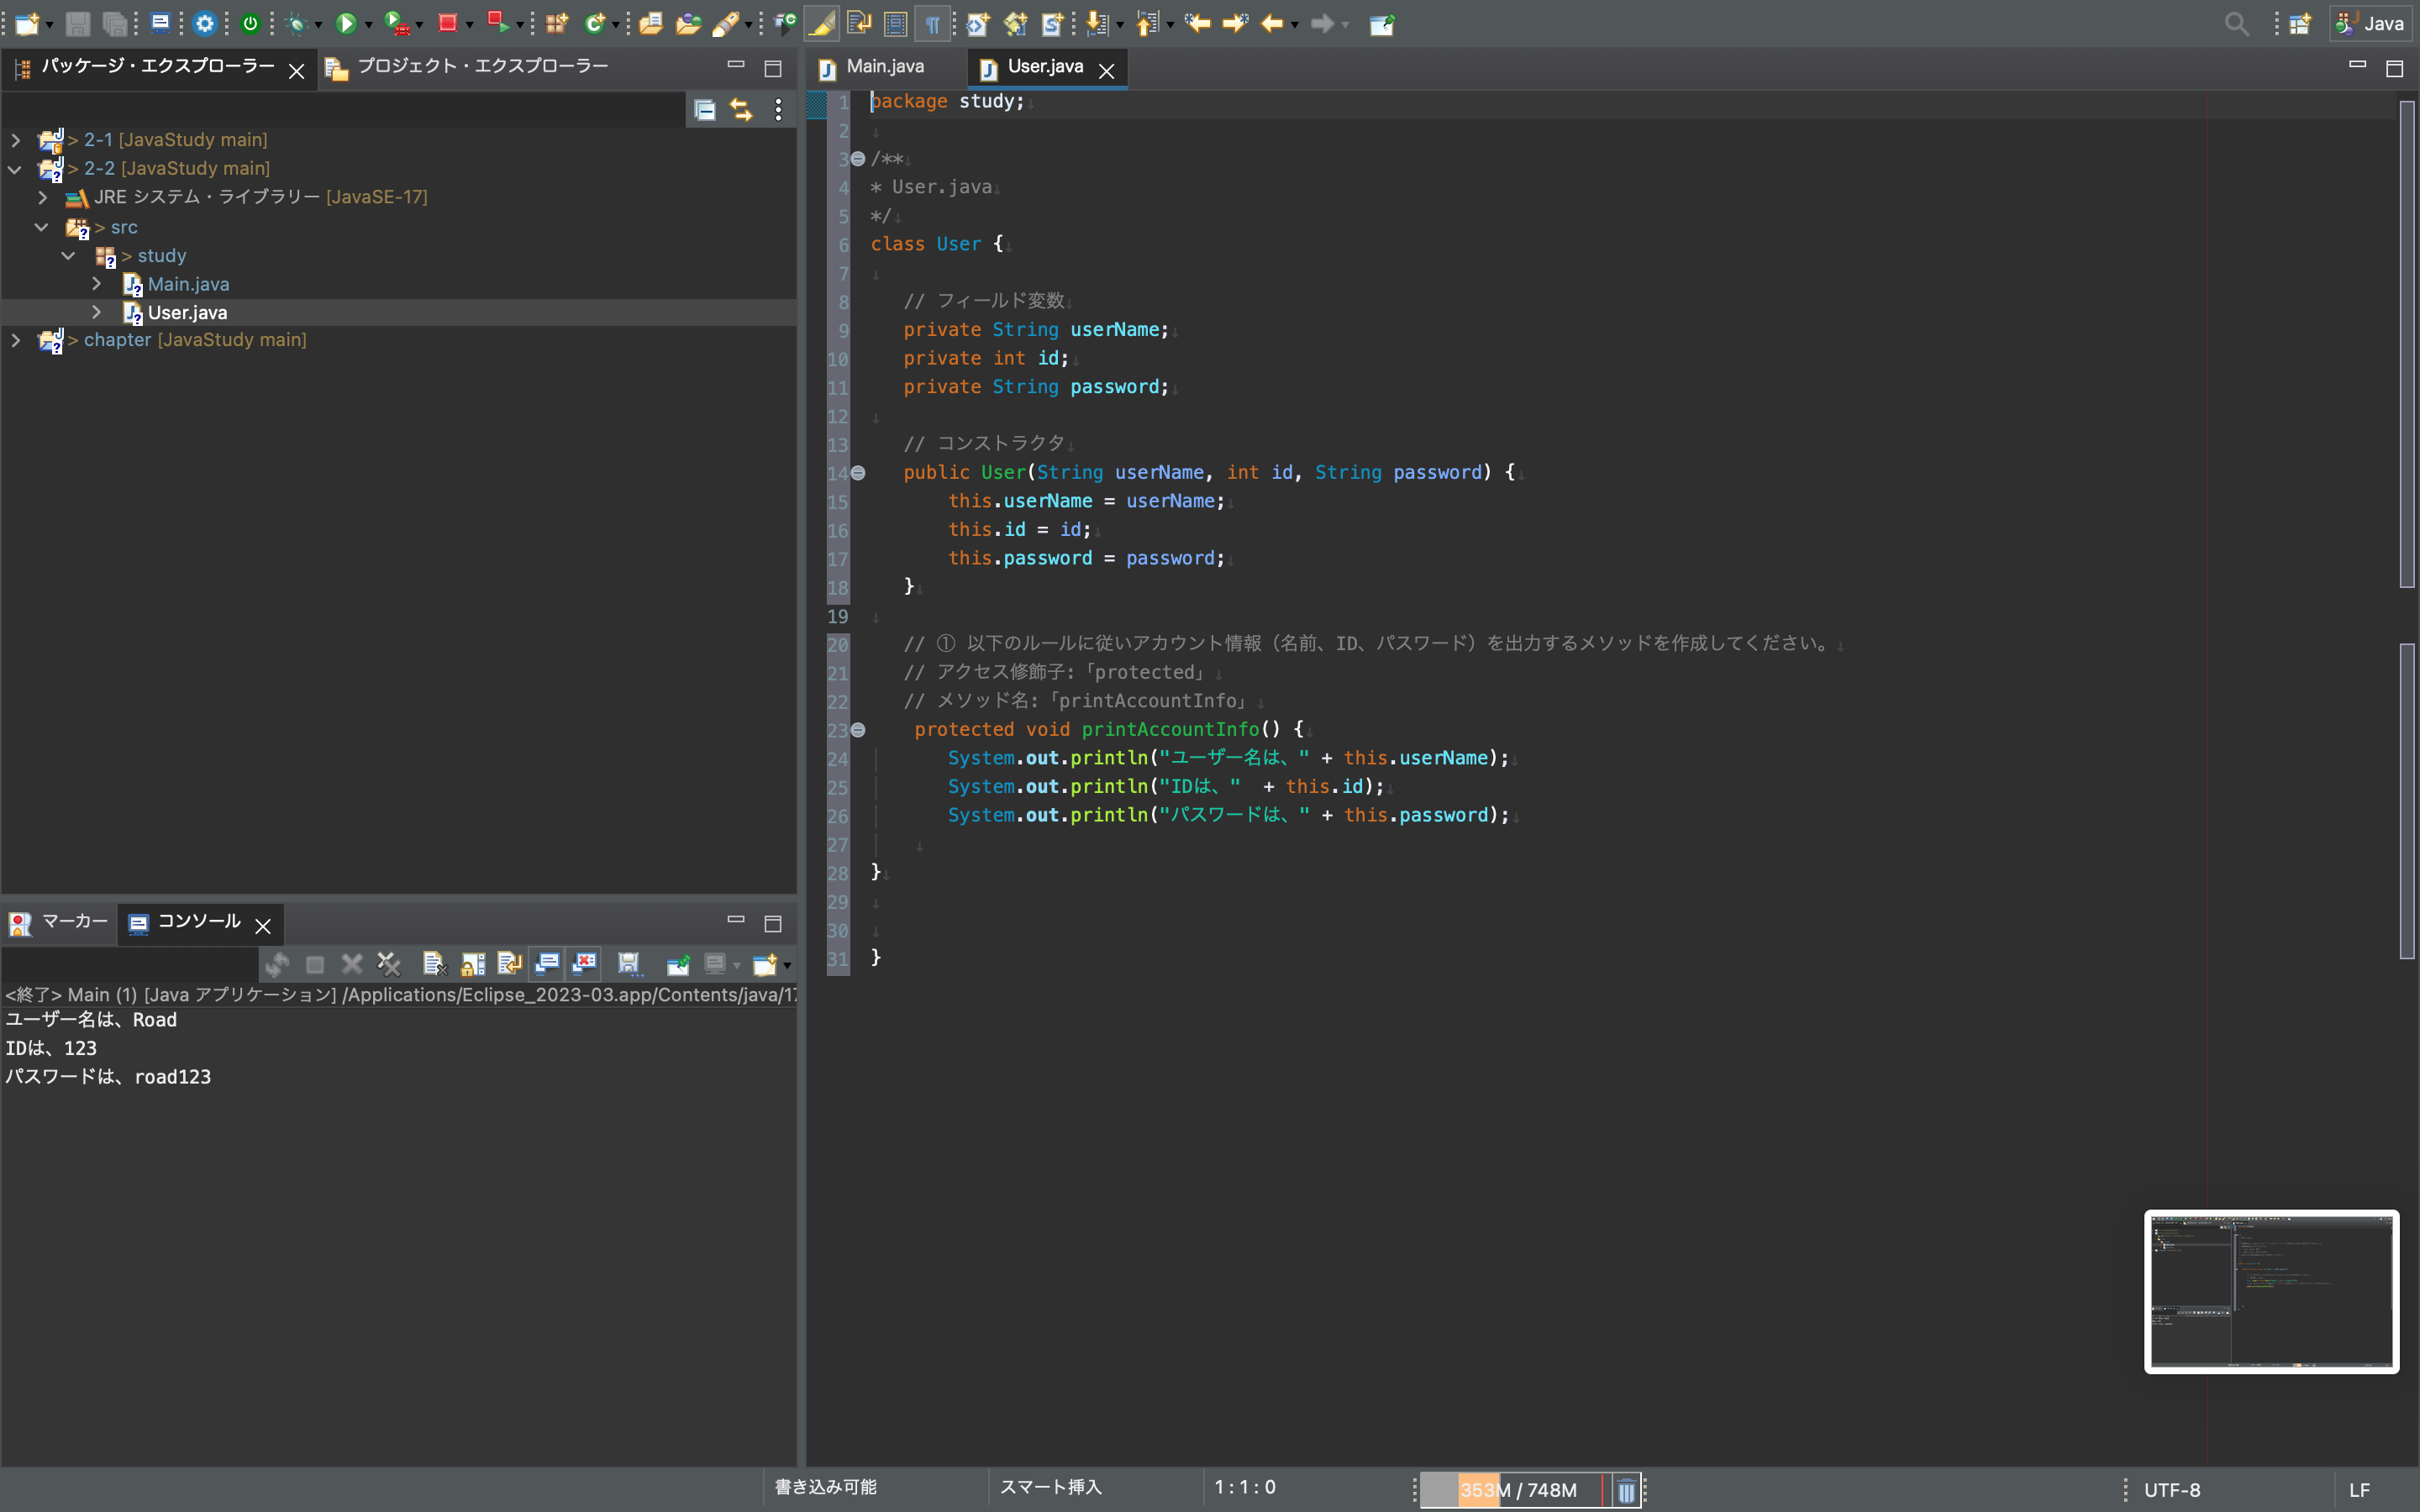 Java
パッケージ・エクスプローラー
プロジェクト・エクスプローラー
> 2-1 [JavaStudy main]
> 2-2 [JavaStudy main]
JRE システム・ライブラリー [JavaSE-17]
> src
> study
Main.java
User.java
> chapter [JavaStudy main]
マーカー
コンソール
<終了> Main (1) [Java アプリケーション] /Applications/Eclipse_2023-03.app/Contents/java/17
ユーザー名は、Road
IDは、123
パスワードは、road123
Main.java
User.java
1 package study;
2
3 /**
4 * User.java
5 */
6 class User {
7
8 // フィールド変数
9 private String userName;
10 private int id;
11 private String password;
12
13 // コンストラクタ
14 public User(String userName, int id, String password) {
15 this.userName = userName;
16 this.id = id;
17 this.password = password;
18 }
19
20 // ① 以下のルールに従いアカウント情報（名前、ID、パスワード）を出力するメソッドを作成してください。
21 // アクセス修飾子:「protected」
22 // メソッド名:「printAccountInfo」
23 protected void printAccountInfo() {
24 System.out.println("ユーザー名は、" + this.userName);
25 System.out.println("IDは、"  + this.id);
26 System.out.println("パスワードは、" + this.password);
27
28 }
29
30
31 }
書き込み可能
スマート挿入
1 : 1 : 0
353M / 748M
UTF-8
LF